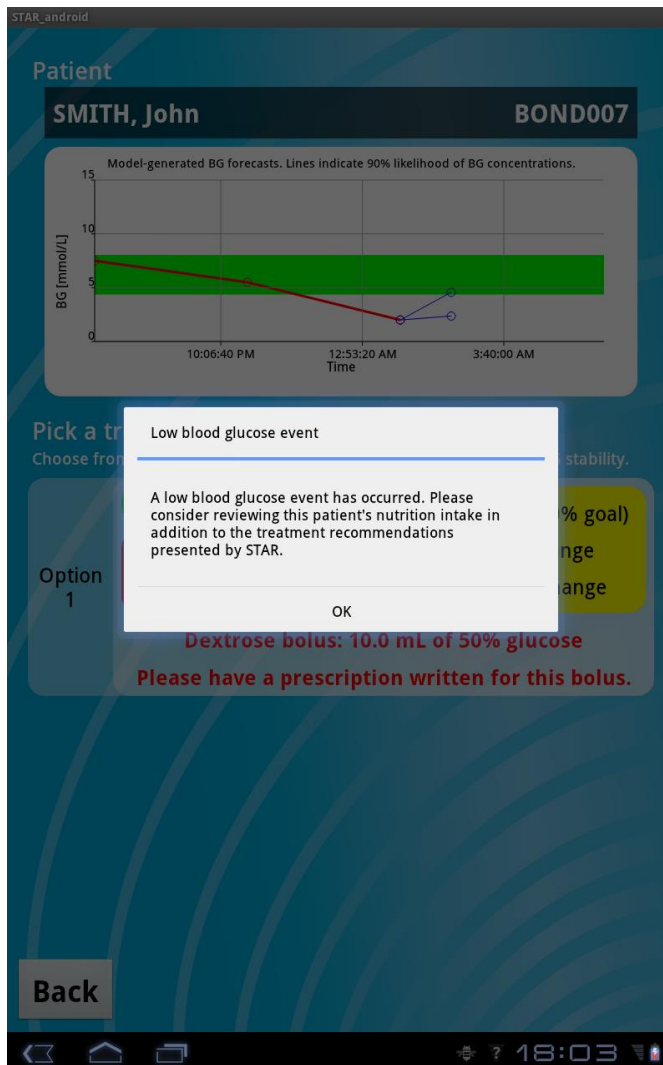 STAR_android
Patient
SMITH, John BOND007
Model-generated BG forecasts. Lines indicate 90% likelihood of BG concentrations.
15
10
BG [mmol/L]
5
0
10:06:40 PM 12:53:20 AM 3:40:00 AM
Time
Pick a tr
Choose from stability.
Low blood glucose event
A low blood glucose event has occurred. Please
consider reviewing this patient's nutrition intake in
addition to the treatment recommendations
presented by STAR.
OK
% goal)
nge
ange
Option
1
Dextrose bolus: 10.0 mL of 50% glucose
Please have a prescription written for this bolus.
Back
? 18:03